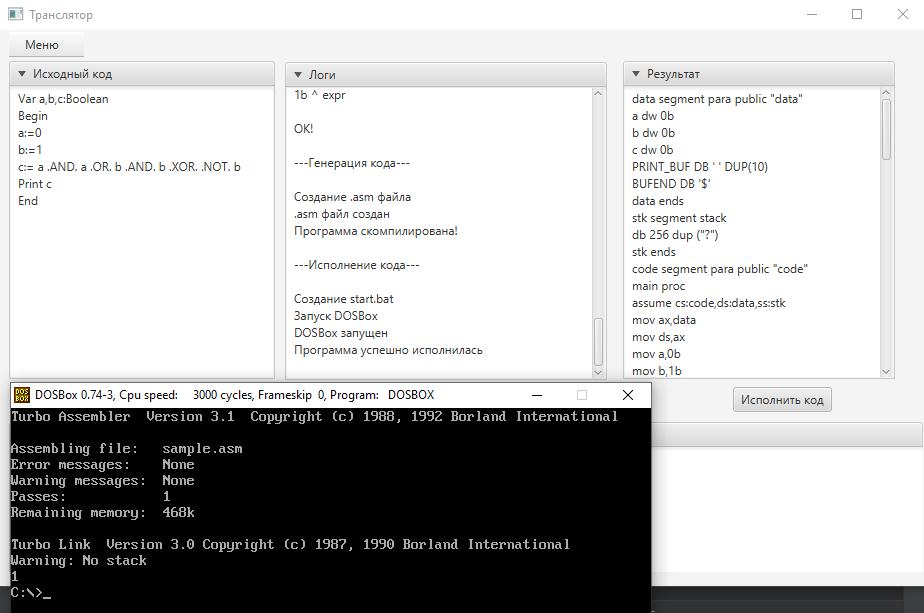 Транслятор
Меню
Исходный код
Var a,b,c:Boolean
Begin
a:=0
b:=1
c:= a .AND. a .OR. b .AND. b .XOR. .NOT. b
Print c
End
Логи
1b ^ expr
OK!
---Генерация кода---
Создание .asm файла
.asm файл создан
Программа скомпилирована!
---Исполнение кода---
Создание start.bat
Запуск DOSBox
DOSBox запущен
Программа успешно исполнилась
Результат
data segment para public "data"
a dw 0b
b dw 0b
c dw 0b
PRINT_BUF DB ' ' DUP(10)
BUFEND DB '$'
data ends
stk segment stack
db 256 dup ("?")
stk ends
code segment para public "code"
main proc
assume cs:code,ds:data,ss:stk
mov ax,data
mov ds,ax
mov a,0b
mov b,1b
Исполнить код
DOS BOX
DOSBox 0.74-3, Cpu speed: 3000 cycles, Frameskip 0, Program: DOSBOX
Turbo Assembler Version 3.1 Copyright (c) 1988, 1992 Borland International
Assembling file: sample.asm
Error messages: None
Warning messages: None
Passes: 1
Remaining memory: 468k
Turbo Link Version 3.0 Copyright (c) 1987, 1990 Borland International
Warning: No stack
1
C:\>_